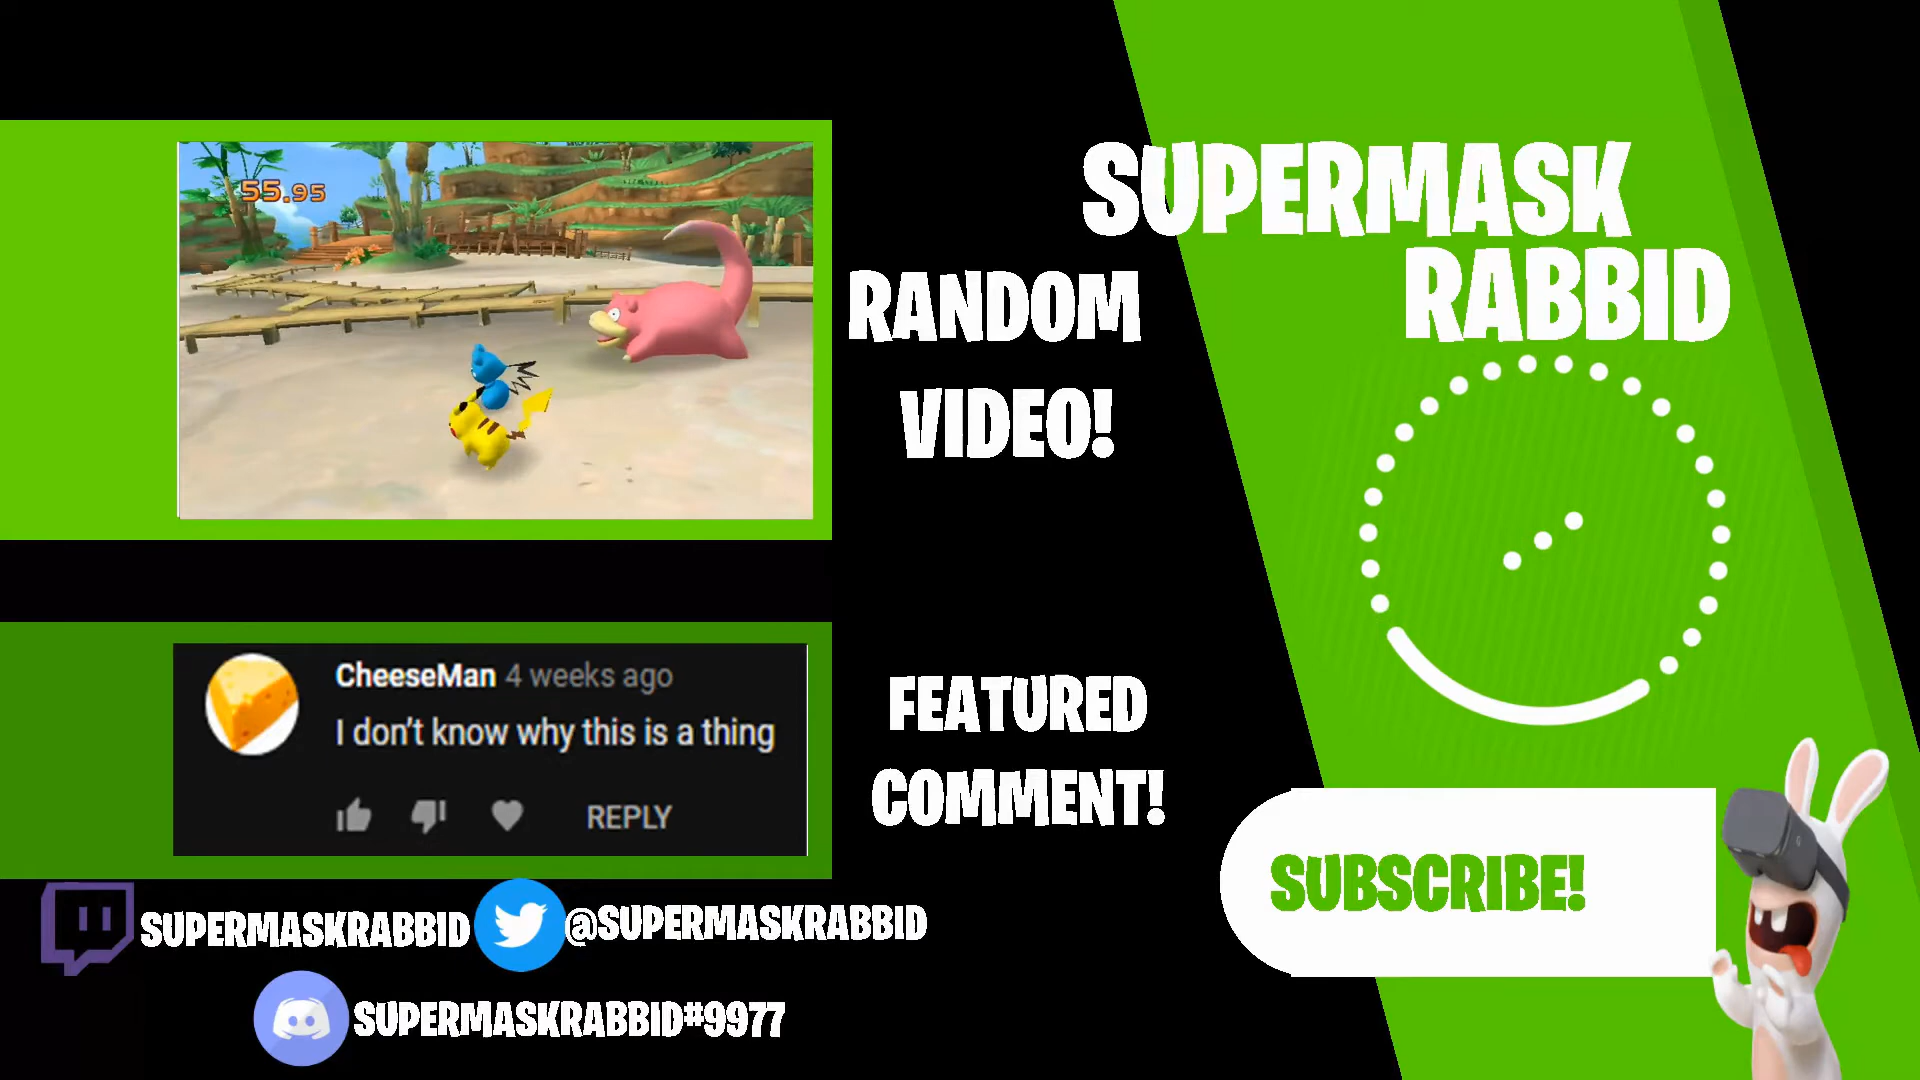 55.95
RANDOM
VIDEO!
SUPERMASK
RABBID
CheeseMan 4 weeks ago
I don't know why this is a thing
REPLY
FEATURED
COMMENT!
SUBSCRIBE!
SUPERMASKRABBID
@SUPERMASKRABBID
SUPERMASKRABBID#9977